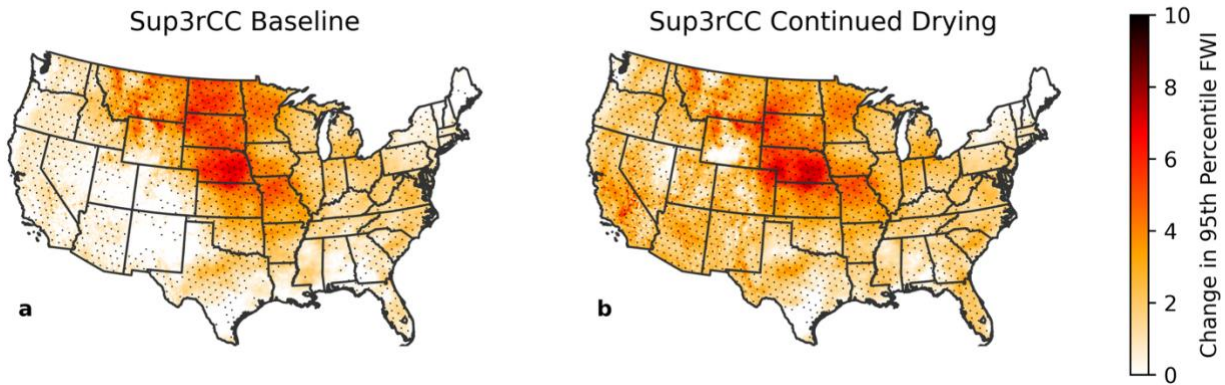 Sup3rCC Baseline
Sup3rCC Continued Drying
a
b
10
8
6
4
2
0
Change in 95th Percentile FWI